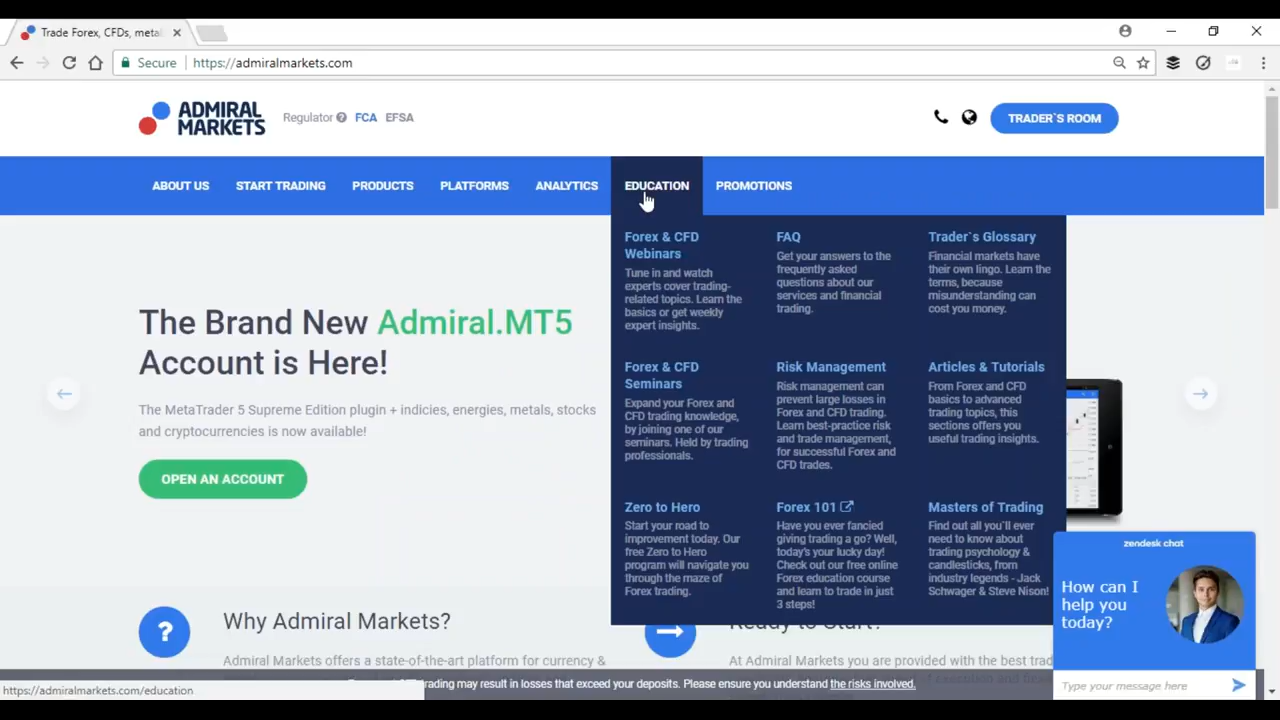 Trade Forex, CFDs, meta
Secure
https://admiralmarkets.com
ADMIRAL
MARKETS
Regulator ? FCA EFSA
TRADER`S ROOM
ABOUT US START TRADING PRODUCTS PLATFORMS ANALYTICS EDUCATION PROMOTIONS
The Brand New Admiral.MT5
Account is Here!
The MetaTrader 5 Supreme Edition plugin + indicies, energies, metals, stocks
and cryptocurrencies is now available!
OPEN AN ACCOUNT
Forex & CFD
Webinars
Tune in and watch
experts cover trading-
related topics. Learn the
basics or get weekly
expert insights.
FAQ
Get your answers to the
frequently asked
questions about our
services and financial
trading.
Trader`s Glossary
Financial markets have
their own lingo. Learn the
terms, because
misunderstanding can
cost you money.
Forex & CFD
Seminars
Expand your Forex and
CFD trading knowledge,
by joining one of our
seminars. Held by trading
professionals.
Risk Management
Risk management can
prevent large losses in
Forex and CFD trading.
Learn best-practice risk
and trade management,
for successful Forex and
CFD trades.
Articles & Tutorials
From Forex and CFD
basics to advanced
trading topics, this
sections offers you
useful trading insights.
Zero to Hero
Start your road to
improvement today. Our
free Zero to Hero
program will navigate you
through the maze of
Forex trading.
Forex 101
Have you ever fancied
giving trading a go? Well,
today's your lucky day!
Check out our free online
Forex education course
and learn to trade in just
3 steps!
Masters of Trading
Find out all you`ll ever
need to know about
trading psychology &
candlesticks, from
industry legends - Jack
Schwager & Steve Nison!
zendesk chat
How can I
help you
today?
Type your message here
?
Why Admiral Markets?
Admiral Markets offers a state-of-the-art platform for currency &
Ready to Start?
At Admiral Markets you are provided with the best trad
trading may result in losses that exceed your deposits. Please ensure you understand the risks involved.
https://admiralmarkets.com/education